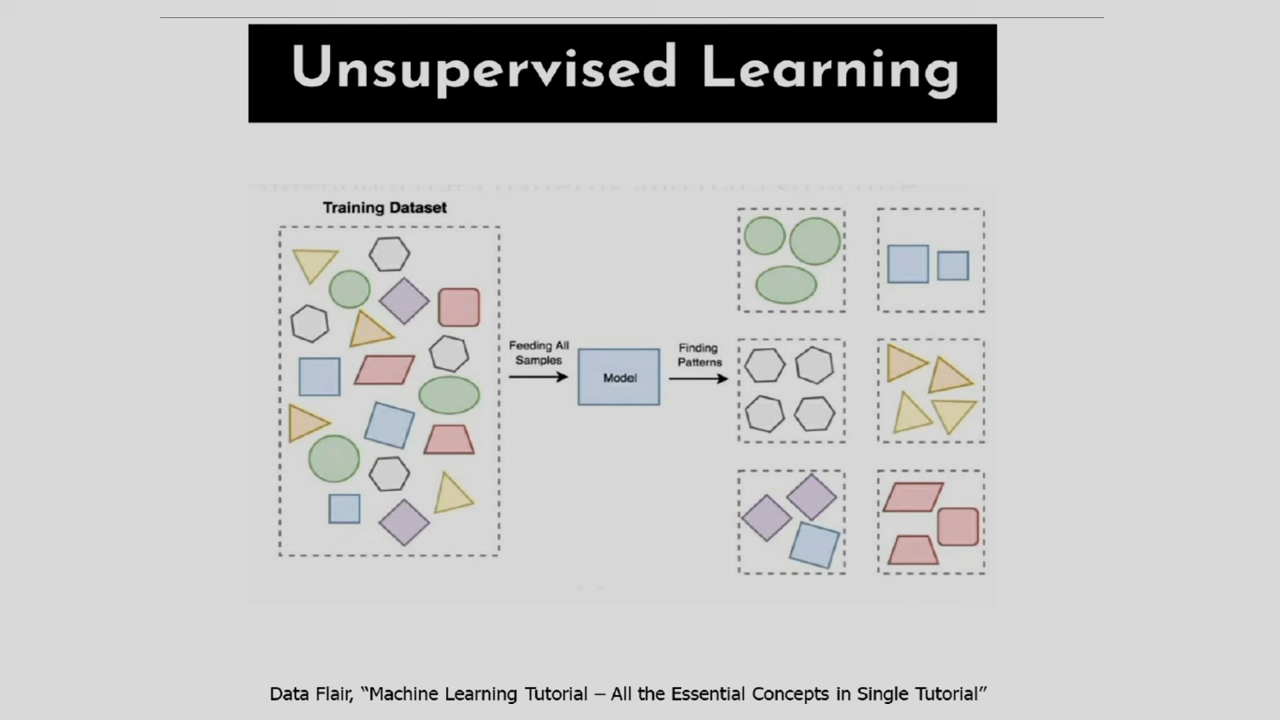 Unsupervised Learning
Training Dataset
Feeding All
Samples
Model
Finding
Patterns
Data Flair, “Machine Learning Tutorial – All the Essential Concepts in Single Tutorial”